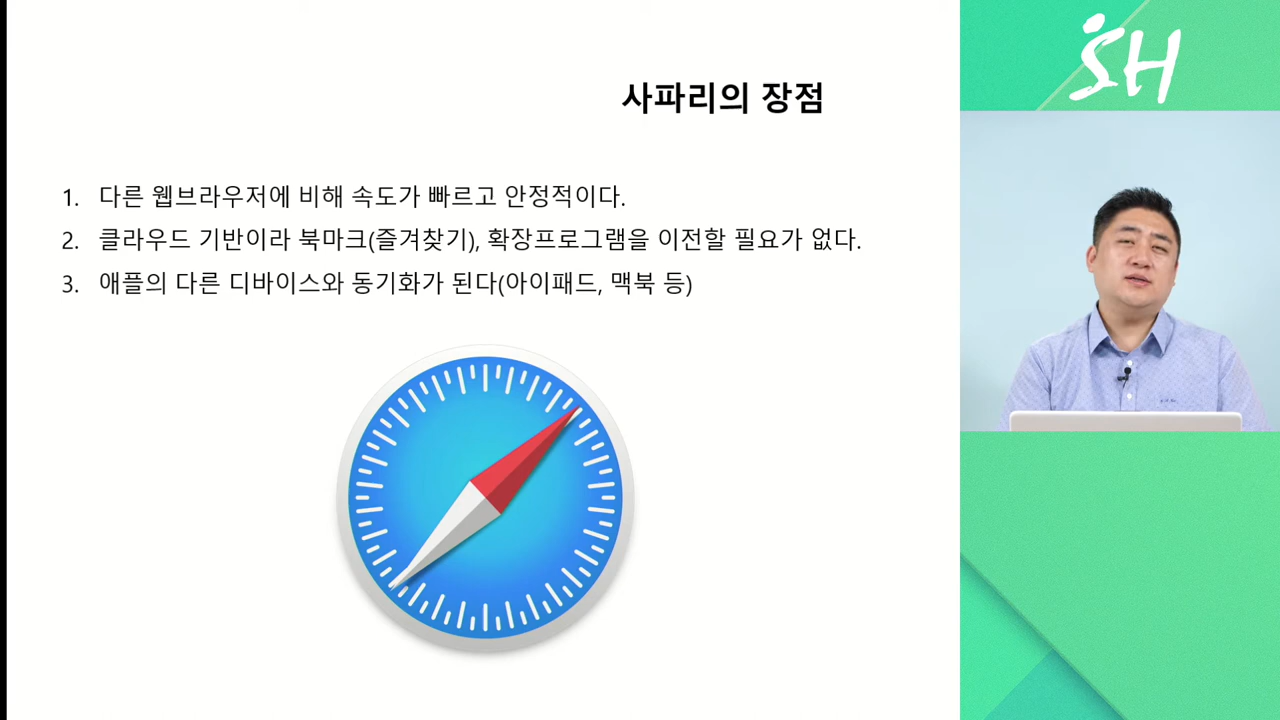 SH
사파리의 장점
1. 다른 웹브라우저에 비해 속도가 빠르고 안정적이다.
2. 클라우드 기반이라 북마크(즐겨찾기), 확장프로그램을 이전할 필요가 없다.
3. 애플의 다른 디바이스와 동기화가 된다(아이패드, 맥북 등)